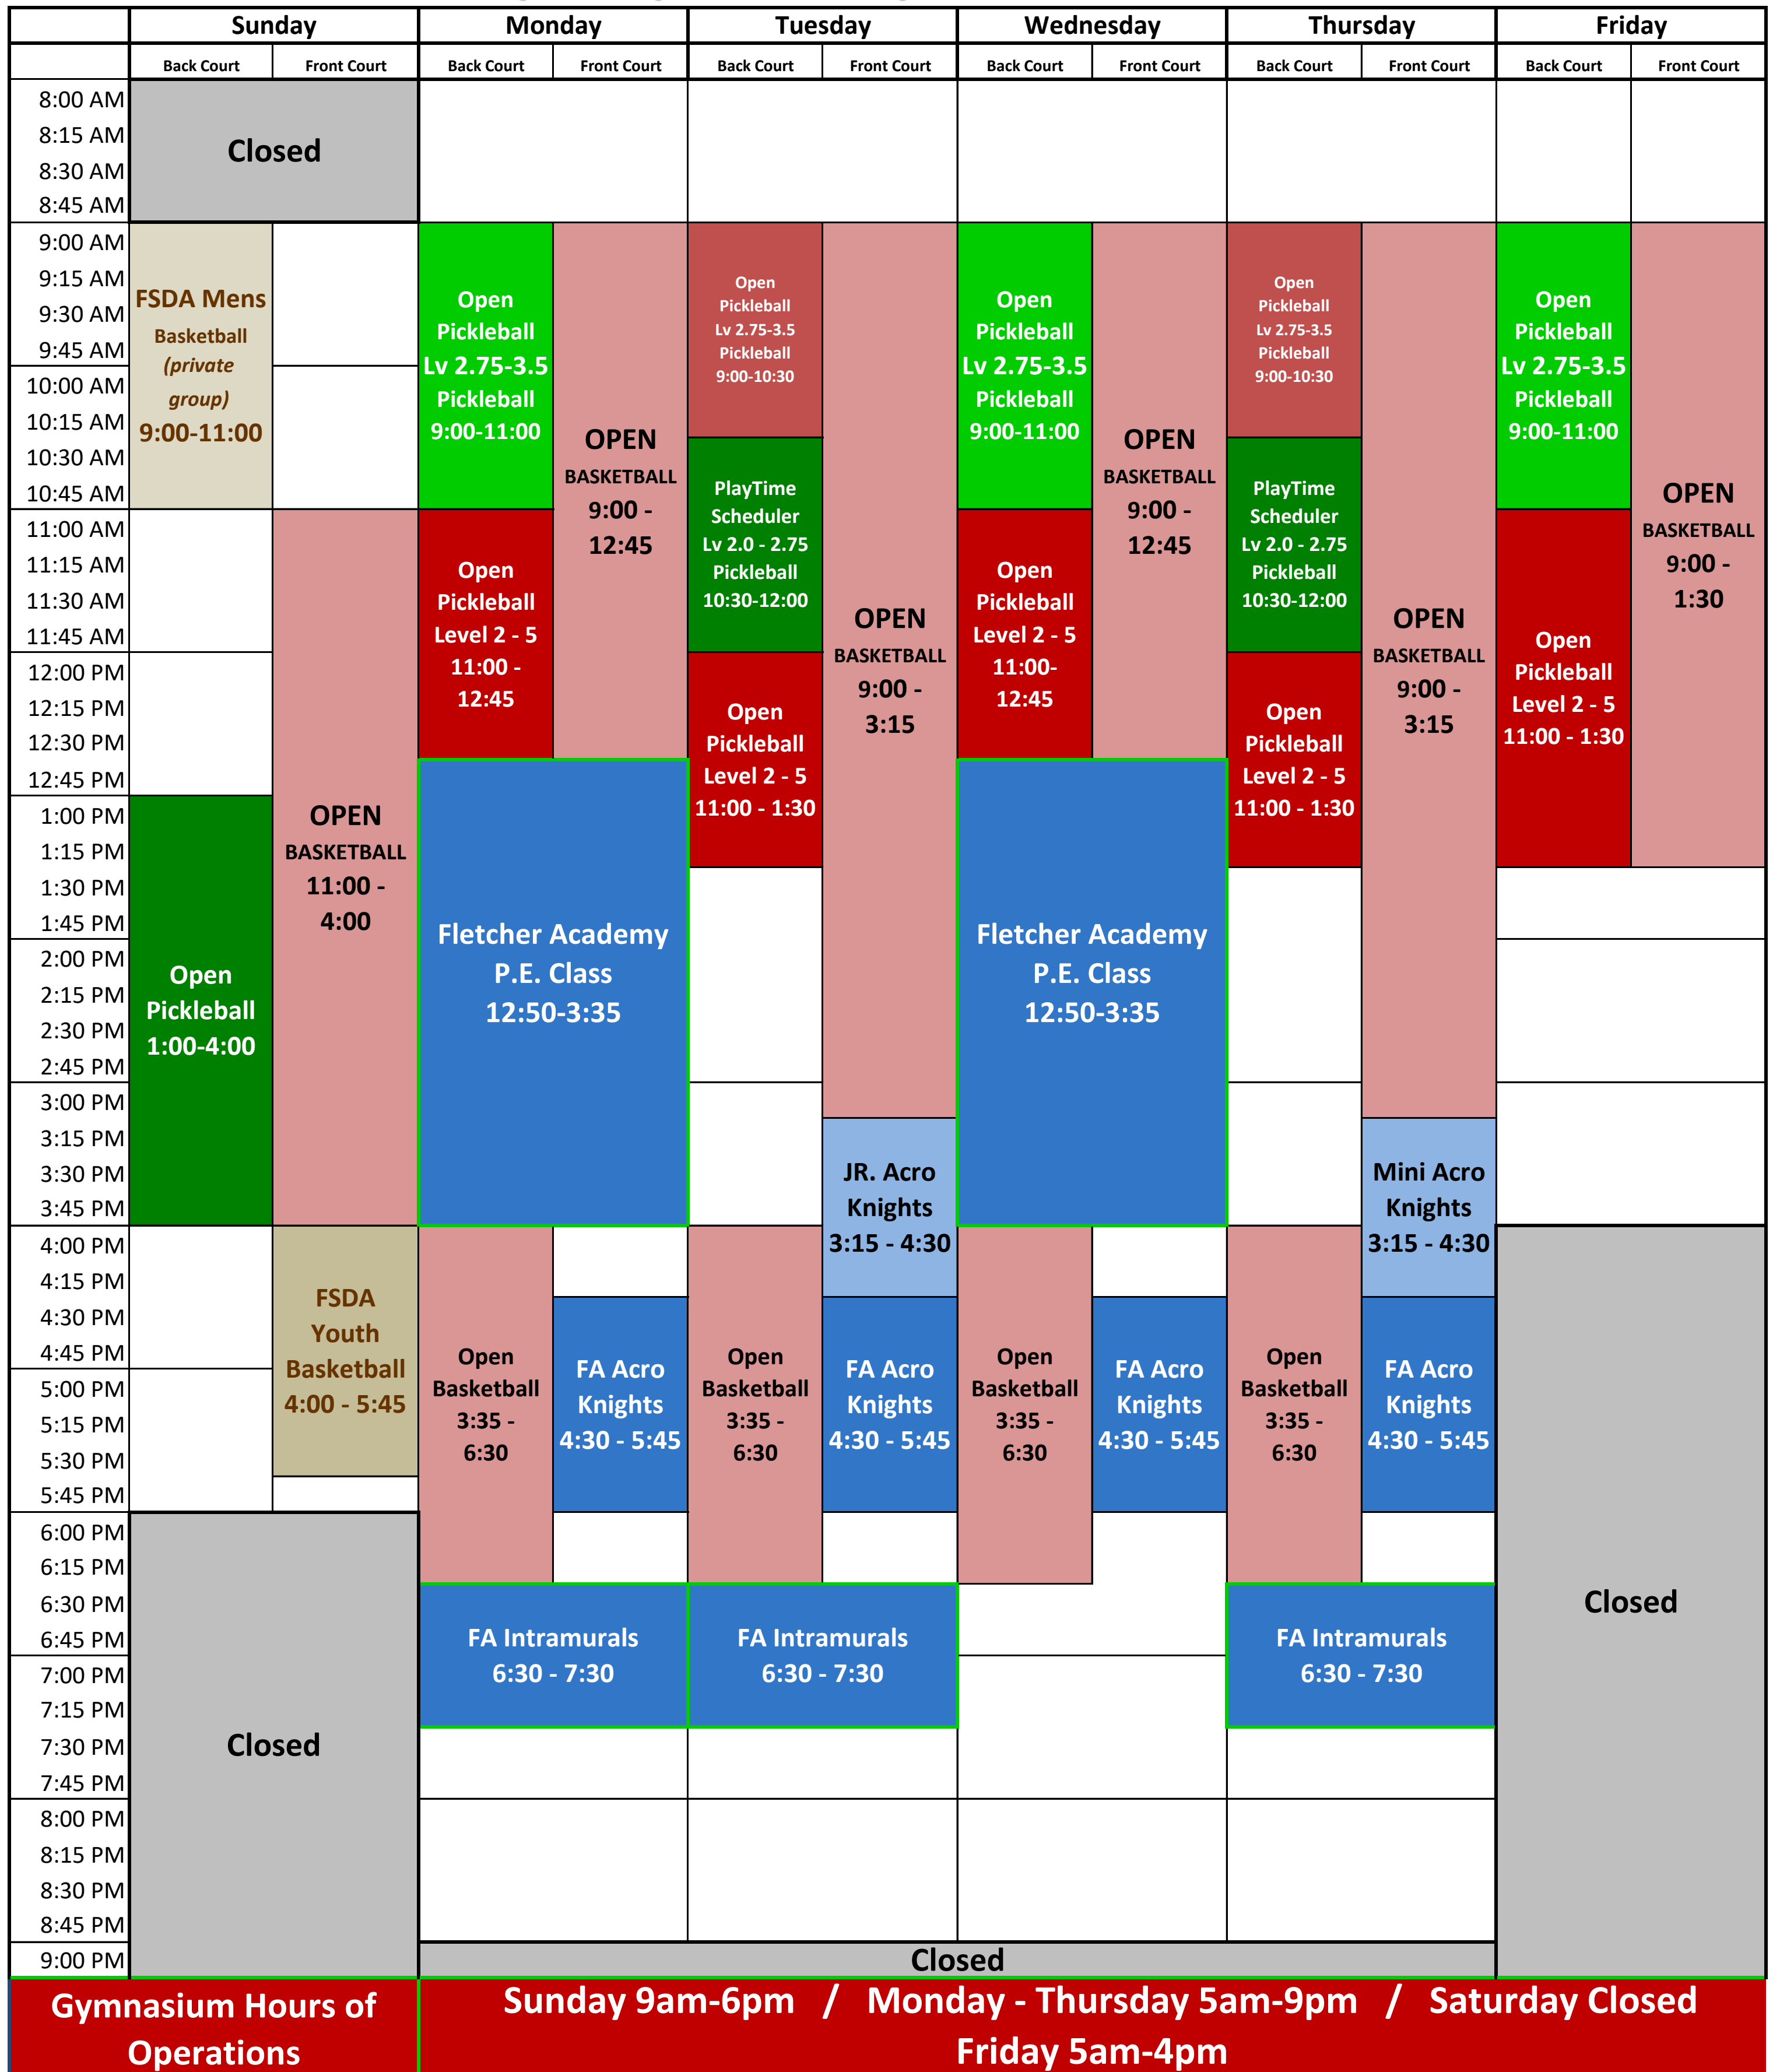 Sunday Monday Tuesday Wednesday Thursday Friday
Back Court Front Court Back Court Front Court Back Court Front Court Back Court Front Court Back Court Front Court Back Court Front Court
8:00 AM
8:15 AM
8:30 AM
8:45 AM
9:00 AM
9:15 AM
9:30 AM
9:45 AM
10:00 AM
10:15 AM
10:30 AM
10:45 AM
11:00 AM
11:15 AM
11:30 AM
11:45 AM
12:00 PM
12:15 PM
12:30 PM
12:45 PM
1:00 PM
1:15 PM
1:30 PM
1:45 PM
2:00 PM
2:15 PM
2:30 PM
2:45 PM
3:00 PM
3:15 PM
3:30 PM
3:45 PM
4:00 PM
4:15 PM
4:30 PM
4:45 PM
5:00 PM
5:15 PM
5:30 PM
5:45 PM
6:00 PM
6:15 PM
6:30 PM
6:45 PM
7:00 PM
7:15 PM
7:30 PM
7:45 PM
8:00 PM
8:15 PM
8:30 PM
8:45 PM
9:00 PM
Closed
FSDA Mens
Basketball
(private
group)
9:00-11:00
Open
Pickleball
1:00-4:00
OPEN
BASKETBALL
11:00 -
4:00
FSDA
Youth
Basketball
4:00 - 5:45
Closed
Open
Pickleball
Lv 2.75-3.5
Pickleball
9:00-11:00
Open
Pickleball
Level 2 - 5
11:00 -
12:45
OPEN
BASKETBALL
9:00 -
12:45
Fletcher Academy
P.E. Class
12:50-3:35
Open
Basketball
3:35 -
6:30
FA Acro
Knights
4:30 - 5:45
FA Intramurals
6:30 - 7:30
Open
Pickleball
Lv 2.75-3.5
Pickleball
9:00-10:30
PlayTime
Scheduler
Lv 2.0 - 2.75
Pickleball
10:30-12:00
Open
Pickleball
Level 2 - 5
11:00 - 1:30
OPEN
BASKETBALL
9:00 -
3:15
JR. Acro
Knights
3:15 - 4:30
Open
Basketball
3:35 -
6:30
FA Acro
Knights
4:30 - 5:45
FA Intramurals
6:30 - 7:30
Open
Pickleball
Lv 2.75-3.5
Pickleball
9:00-11:00
Open
Pickleball
Level 2 - 5
11:00-
12:45
OPEN
BASKETBALL
9:00 -
12:45
Fletcher Academy
P.E. Class
12:50-3:35
Open
Basketball
3:35 -
6:30
FA Acro
Knights
4:30 - 5:45
Open
Pickleball
Lv 2.75-3.5
Pickleball
9:00-10:30
PlayTime
Scheduler
Lv 2.0 - 2.75
Pickleball
10:30-12:00
Open
Pickleball
Level 2 - 5
11:00 - 1:30
OPEN
BASKETBALL
9:00 -
3:15
Mini Acro
Knights
3:15 - 4:30
Open
Basketball
3:35 -
6:30
FA Acro
Knights
4:30 - 5:45
FA Intramurals
6:30 - 7:30
Open
Pickleball
Lv 2.75-3.5
Pickleball
9:00-11:00
Open
Pickleball
Level 2 - 5
11:00 - 1:30
OPEN
BASKETBALL
9:00 -
1:30
Closed
Closed
Gymnasium Hours of
Operations
Sunday 9am-6pm / Monday - Thursday 5am-9pm / Saturday Closed
Friday 5am-4pm